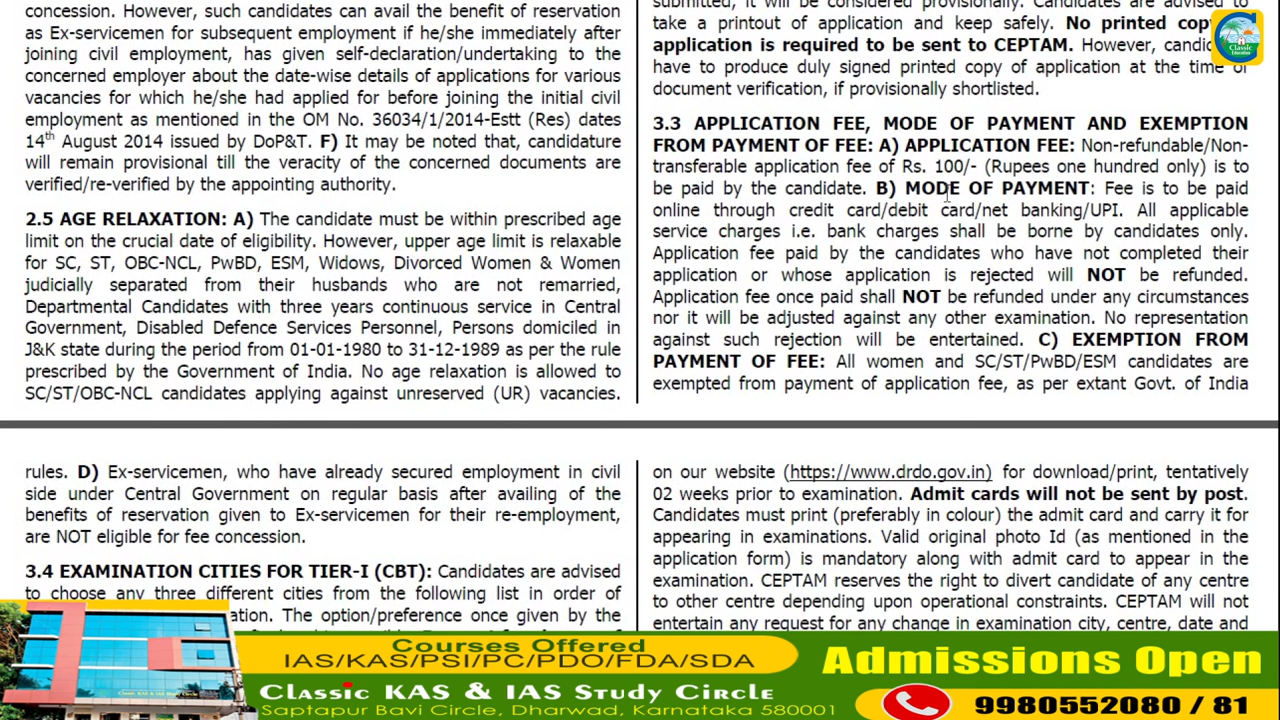 concession. However, such candidates can avail the benefit of reservation
as Ex-servicemen for subsequent employment if he/she immediately after
joining civil employment, has given self-declaration/undertaking to the
concerned employer about the date-wise details of applications for various
vacancies for which he/she had applied for before joining the initial civil
employment as mentioned in the OM No. 36034/1/2014-Estt (Res) dates
14th August 2014 issued by DoP&T. F) It may be noted that, candidature
will remain provisional till the veracity of the concerned documents are
verified/re-verified by the appointing authority.
2.5 AGE RELAXATION: A) The candidate must be within prescribed age
limit on the crucial date of eligibility. However, upper age limit is relaxable
for SC, ST, OBC-NCL, PwBD, ESM, Widows, Divorced Women & Women
judicially separated from their husbands who are not remarried,
Departmental Candidates with three years continuous service in Central
Government, Disabled Defence Services Personnel, Persons domiciled in
J&K state during the period from 01-01-1980 to 31-12-1989 as per the rule
prescribed by the Government of India. No age relaxation is allowed to
SC/ST/OBC-NCL candidates applying against unreserved (UR) vacancies.
submitted, it will be considered provisionally. Candidates are advised to
take a printout of application and keep safely. No printed cop
application is required to be sent to CEPTAM. However, candi
have to produce duly signed printed copy of application at the time of
document verification, if provisionally shortlisted.
3.3 APPLICATION FEE, MODE OF PAYMENT AND EXEMPTION
FROM PAYMENT OF FEE: A) APPLICATION FEE: Non-refundable/Non-
transferable application fee of Rs. 100/- (Rupees one hundred only) is to
be paid by the candidate. B) MODE OF PAYMENT: Fee is to be paid
online through credit card/debit card/net banking/UPI. All applicable
service charges i.e. bank charges shall be borne by candidates only.
Application fee paid by the candidates who have not completed their
application or whose application is rejected will NOT be refunded.
Application fee once paid shall NOT be refunded under any circumstances
nor it will be adjusted against any other examination. No representation
against such rejection will be entertained. C) EXEMPTION FROM
PAYMENT OF FEE: All women and SC/ST/PwBD/ESM candidates are
exempted from payment of application fee, as per extant Govt. of India
rules. D) Ex-servicemen, who have already secured employment in civil
side under Central Government on regular basis after availing of the
benefits of reservation given to Ex-servicemen for their re-employment,
are NOT eligible for fee concession.
3.4 EXAMINATION CITIES FOR TIER-I (CBT): Candidates are advised
to choose any three different cities from the following list in order of
ation. The option/preference once given by the
on our website (https://www.drdo.gov.in) for download/print, tentatively
02 weeks prior to examination. Admit cards will not be sent by post.
Candidates must print (preferably in colour) the admit card and carry it for
appearing in examinations. Valid original photo Id (as mentioned in the
application form) is mandatory along with admit card to appear in the
examination. CEPTAM reserves the right to divert candidate of any centre
to other centre depending upon operational constraints. CEPTAM will not
entertain any request for any change in examination city, centre, date and
Classic
Education
Courses Offered
IAS/KAS/PSI/PC/PDO/FDA/SDA
Classic KAS & IAS Study Circle
Saptapur Bavi Circle, Dharwad, Karnataka 580001
Admissions Open
9980552080 / 81